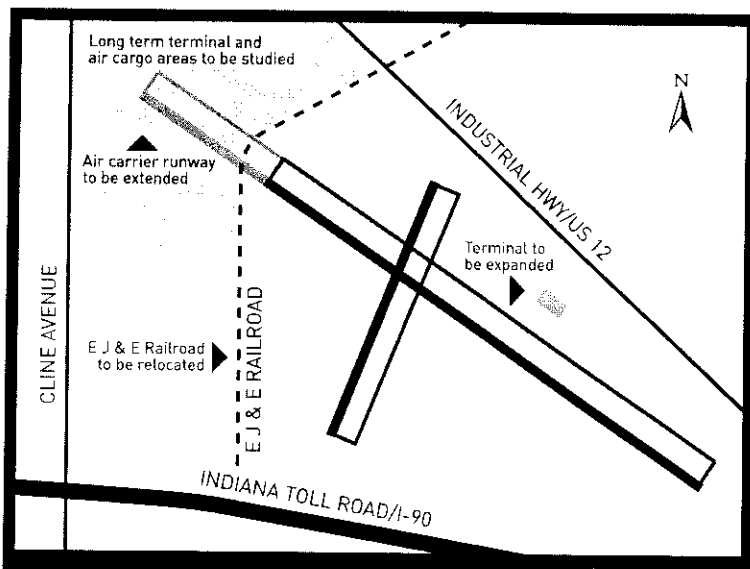 Long term terminal and
air cargo areas to be studied
N
INDUSTRIAL HWY/US 12
Air carrier runway
to be extended
Terminal to
be expanded
CLINE AVENUE
E J & E Railroad
to be relocated
E J & E RAILROAD
INDIANA TOLL ROAD/I-90